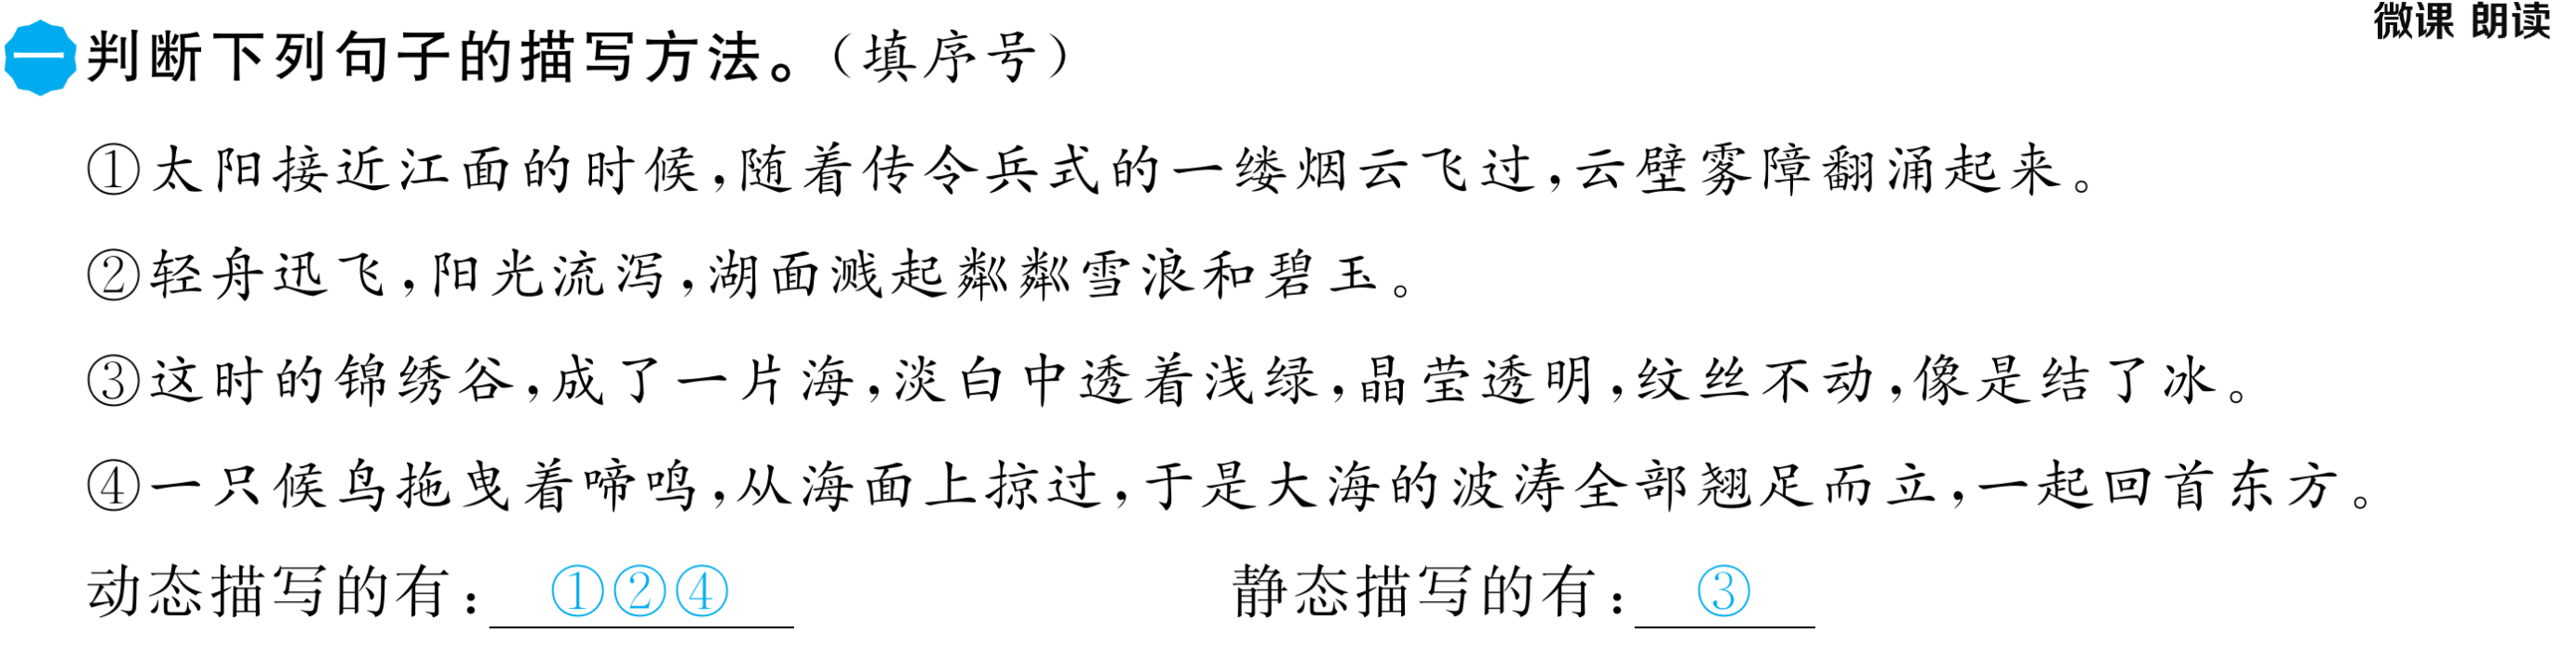 微课 朗读
一 判断下列句子的描写方法。（填序号）
①太阳接近江面的时候，随着传令兵式的一缕烟云飞过，云壁雾障翻涌起来。
②轻舟迅飞，阳光流泻，湖面溅起粼粼雪浪和碧玉。
③这时的锦绣谷，成了一片海，淡白中透着浅绿，晶莹透明，纹丝不动，像是结了冰。
④一只候鸟拖曳着啼鸣，从海面上掠过，于是大海的波涛全部翘足而立，一起回首东方。
动态描写的有：①②④ 静态描写的有：③